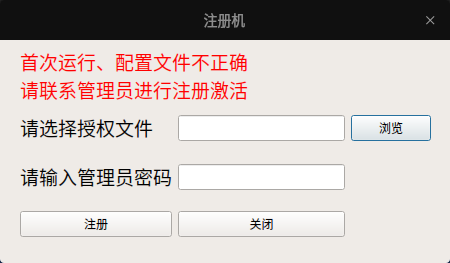 注册机
首次运行、配置文件不正确
请联系管理员进行注册激活
请选择授权文件
浏览
请输入管理员密码
注册
关闭